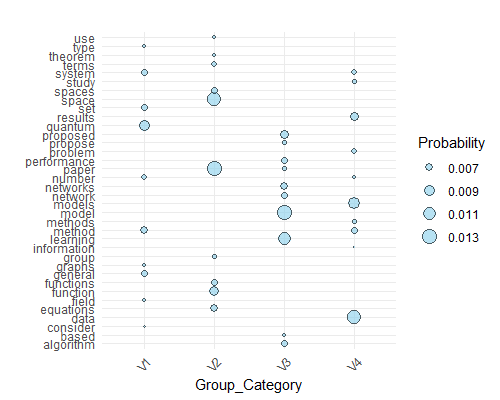 use
type
theorem
terms
system
study
spaces
space
set
results
quantum
proposed
propose
problem
performance
paper
number
networks
network
models
model
methods
method
learning
information
group
graphs
general
functions
function
field
equations
data
consider
based
algorithm
V1 V2 V3 V4
Group_Category
Probability
0.007
0.009
0.011
0.013